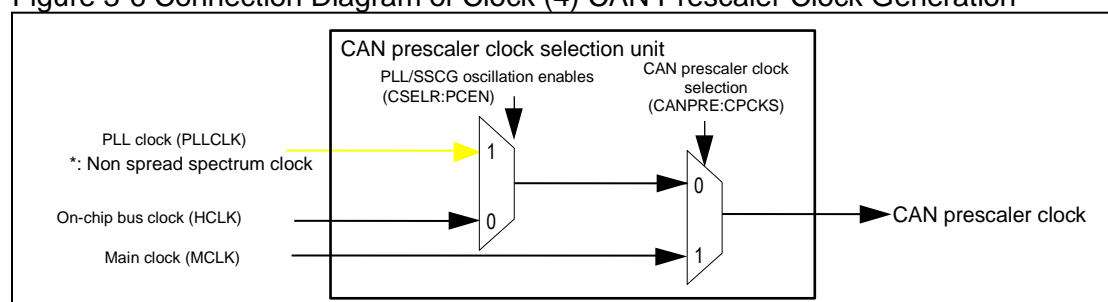 Figure 5-6 Connection Diagram of Clock (4) CAN Prescaler Clock Generation
CAN prescaler clock selection unit
PLL/SSCG oscillation enables
(CSELR:PCEN)
CAN prescaler clock
selection
(CANPRE:CPCKS)
PLL clock (PLLCLK)
*: Non spread spectrum clock
1
0
On-chip bus clock (HCLK)
0
CAN prescaler clock
Main clock (MCLK)
1